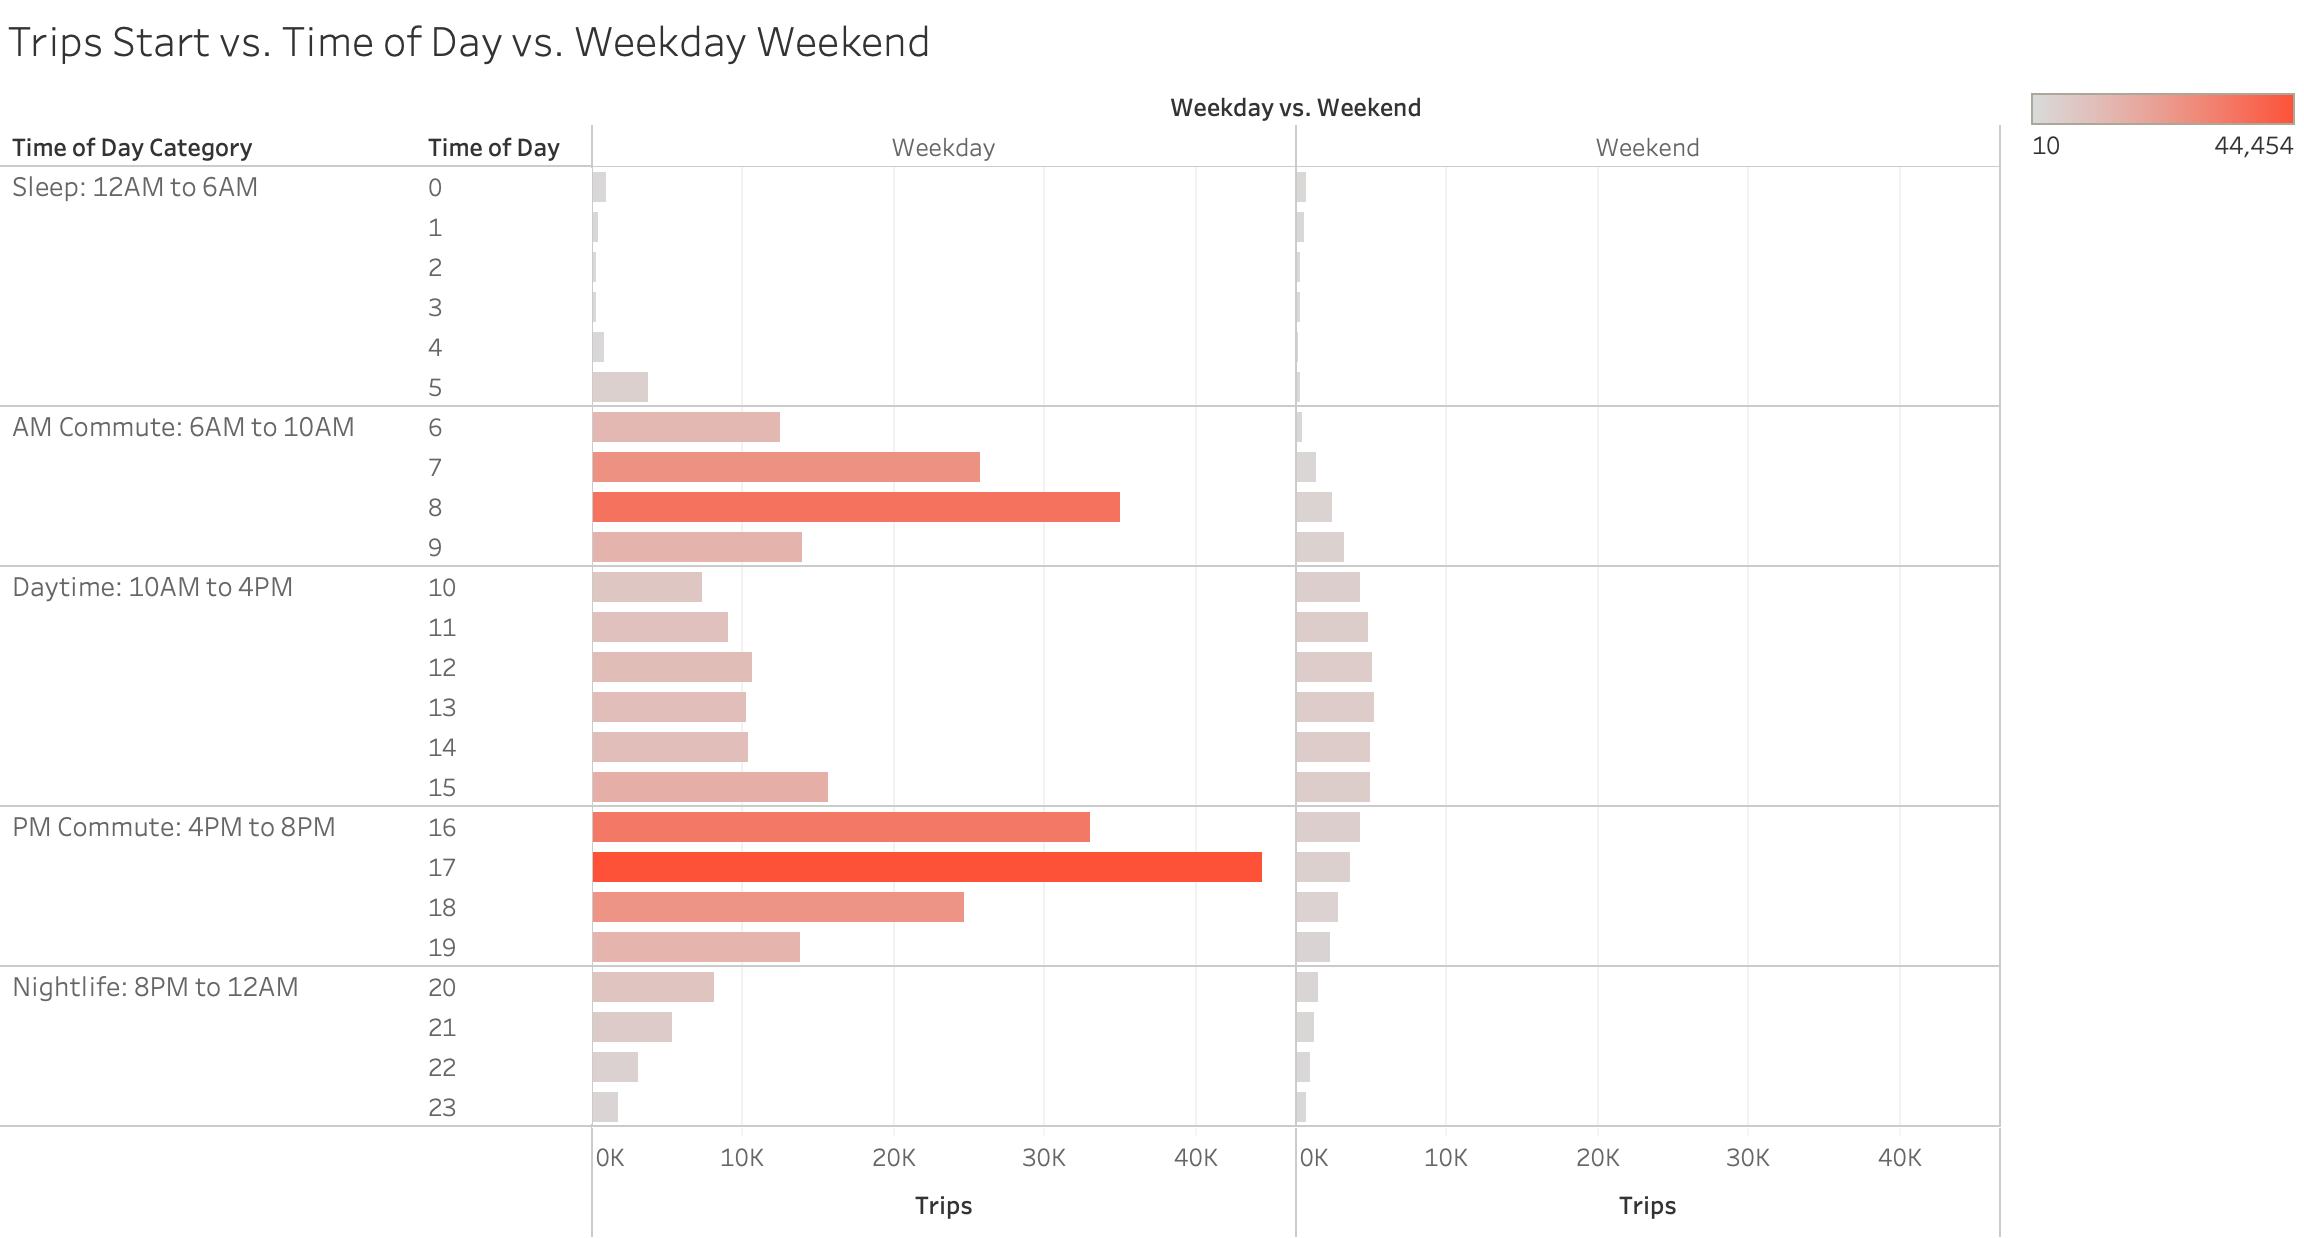 Trips Start vs. Time of Day vs. Weekday Weekend
Weekday vs. Weekend
10 44,454
Time of Day Category Time of Day Weekday Weekend
Sleep: 12AM to 6AM 0
1
2
3
4
5
AM Commute: 6AM to 10AM 6
7
8
9
Daytime: 10AM to 4PM 10
11
12
13
14
15
PM Commute: 4PM to 8PM 16
17
18
19
Nightlife: 8PM to 12AM 20
21
22
23
0K 10K 20K 30K 40K 0K 10K 20K 30K 40K
Trips Trips